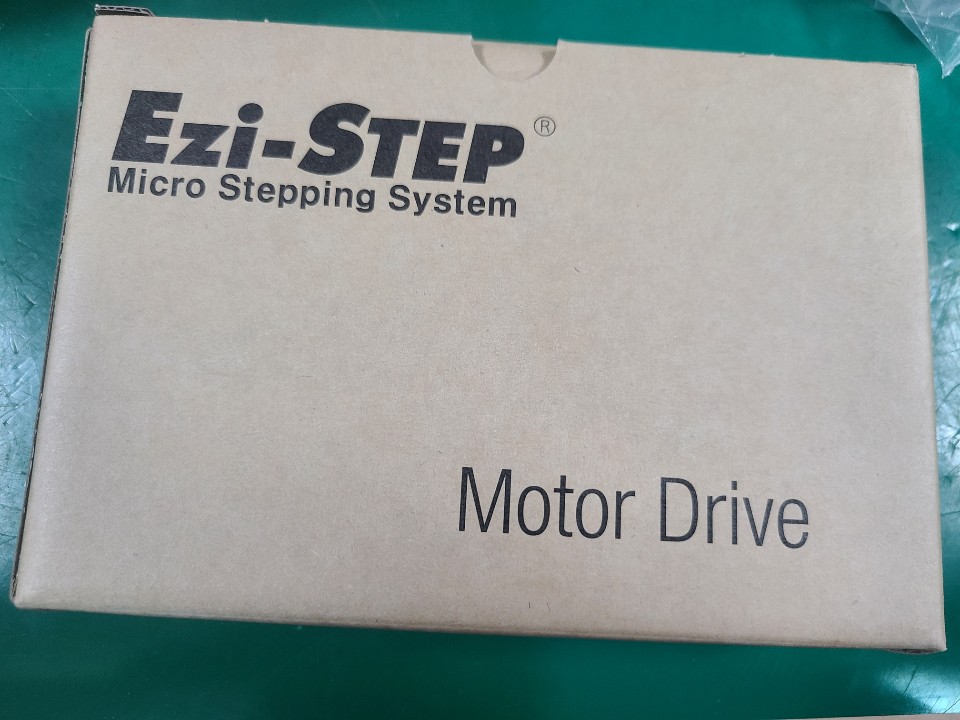 Ezi-STEP®
Micro Stepping System
Motor Drive